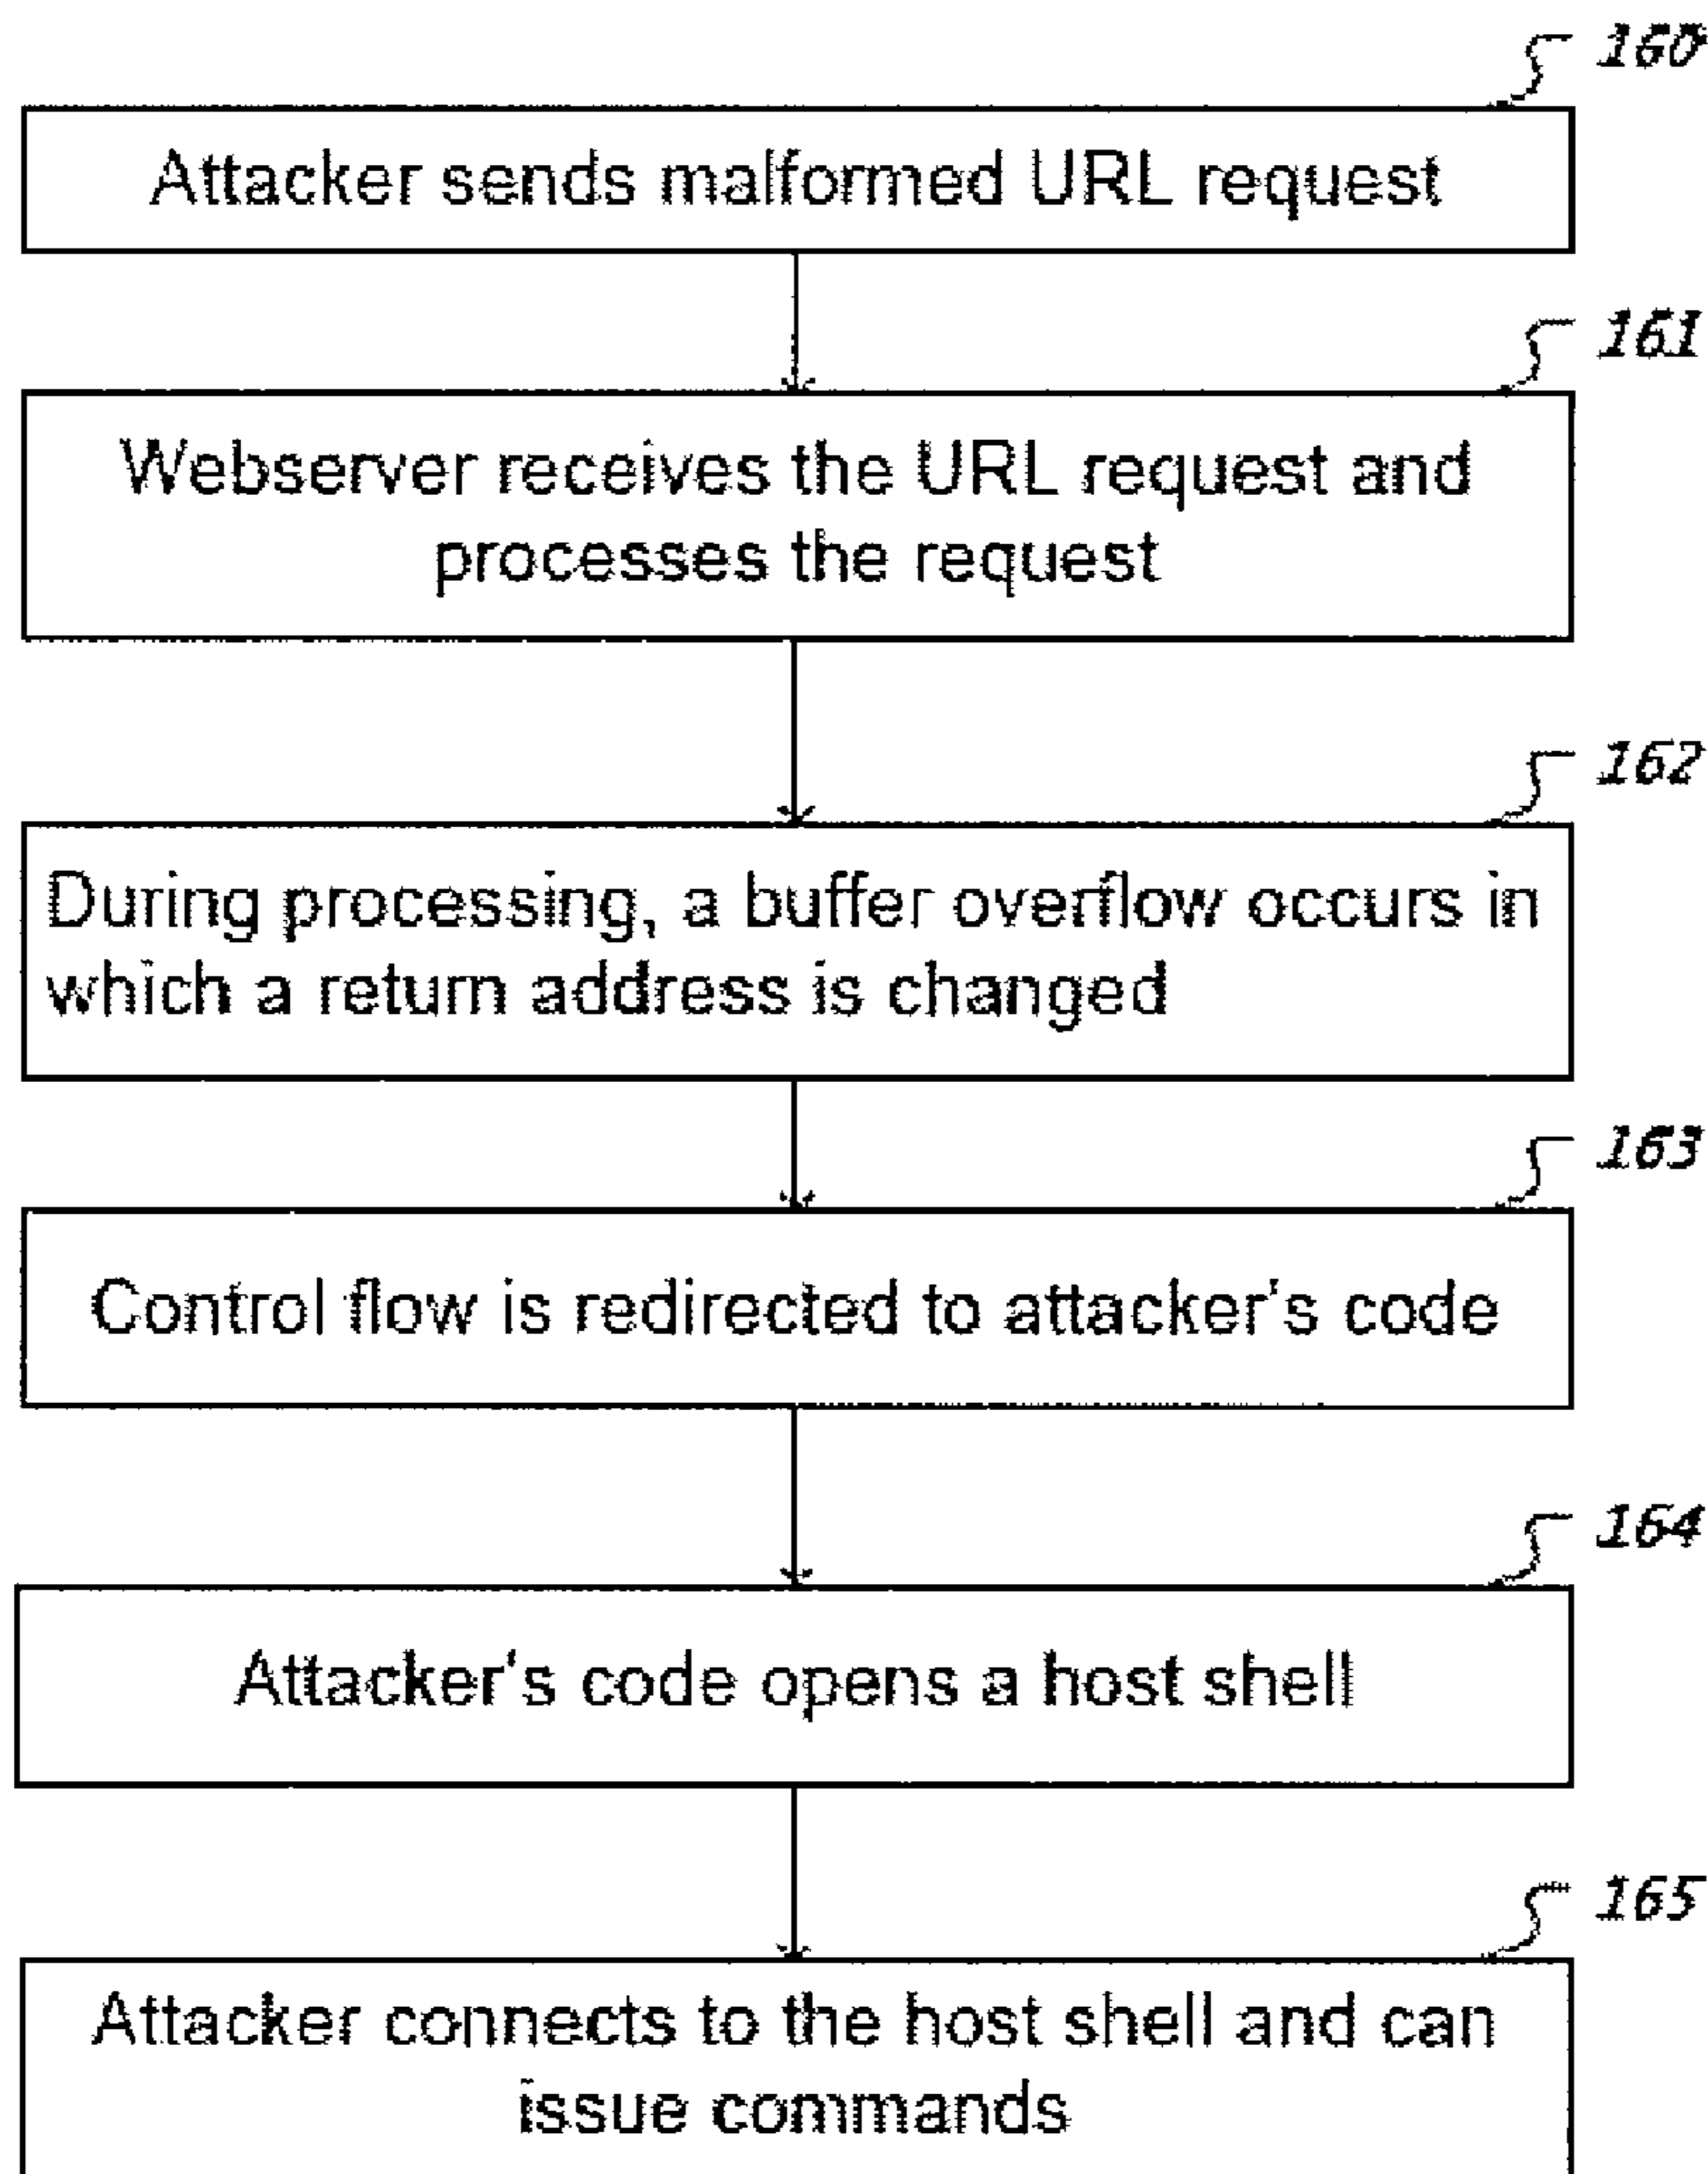 160
Attacker sends malformed URL request
161
Webserver receives the URL request and
processes the request
162
During processing, a buffer overflow occurs in
which a return address is changed
163
Control flow is redirected to attacker's code
164
Attacker's code opens a host shell
165
Attacker connects to the host shell and can
issue commands